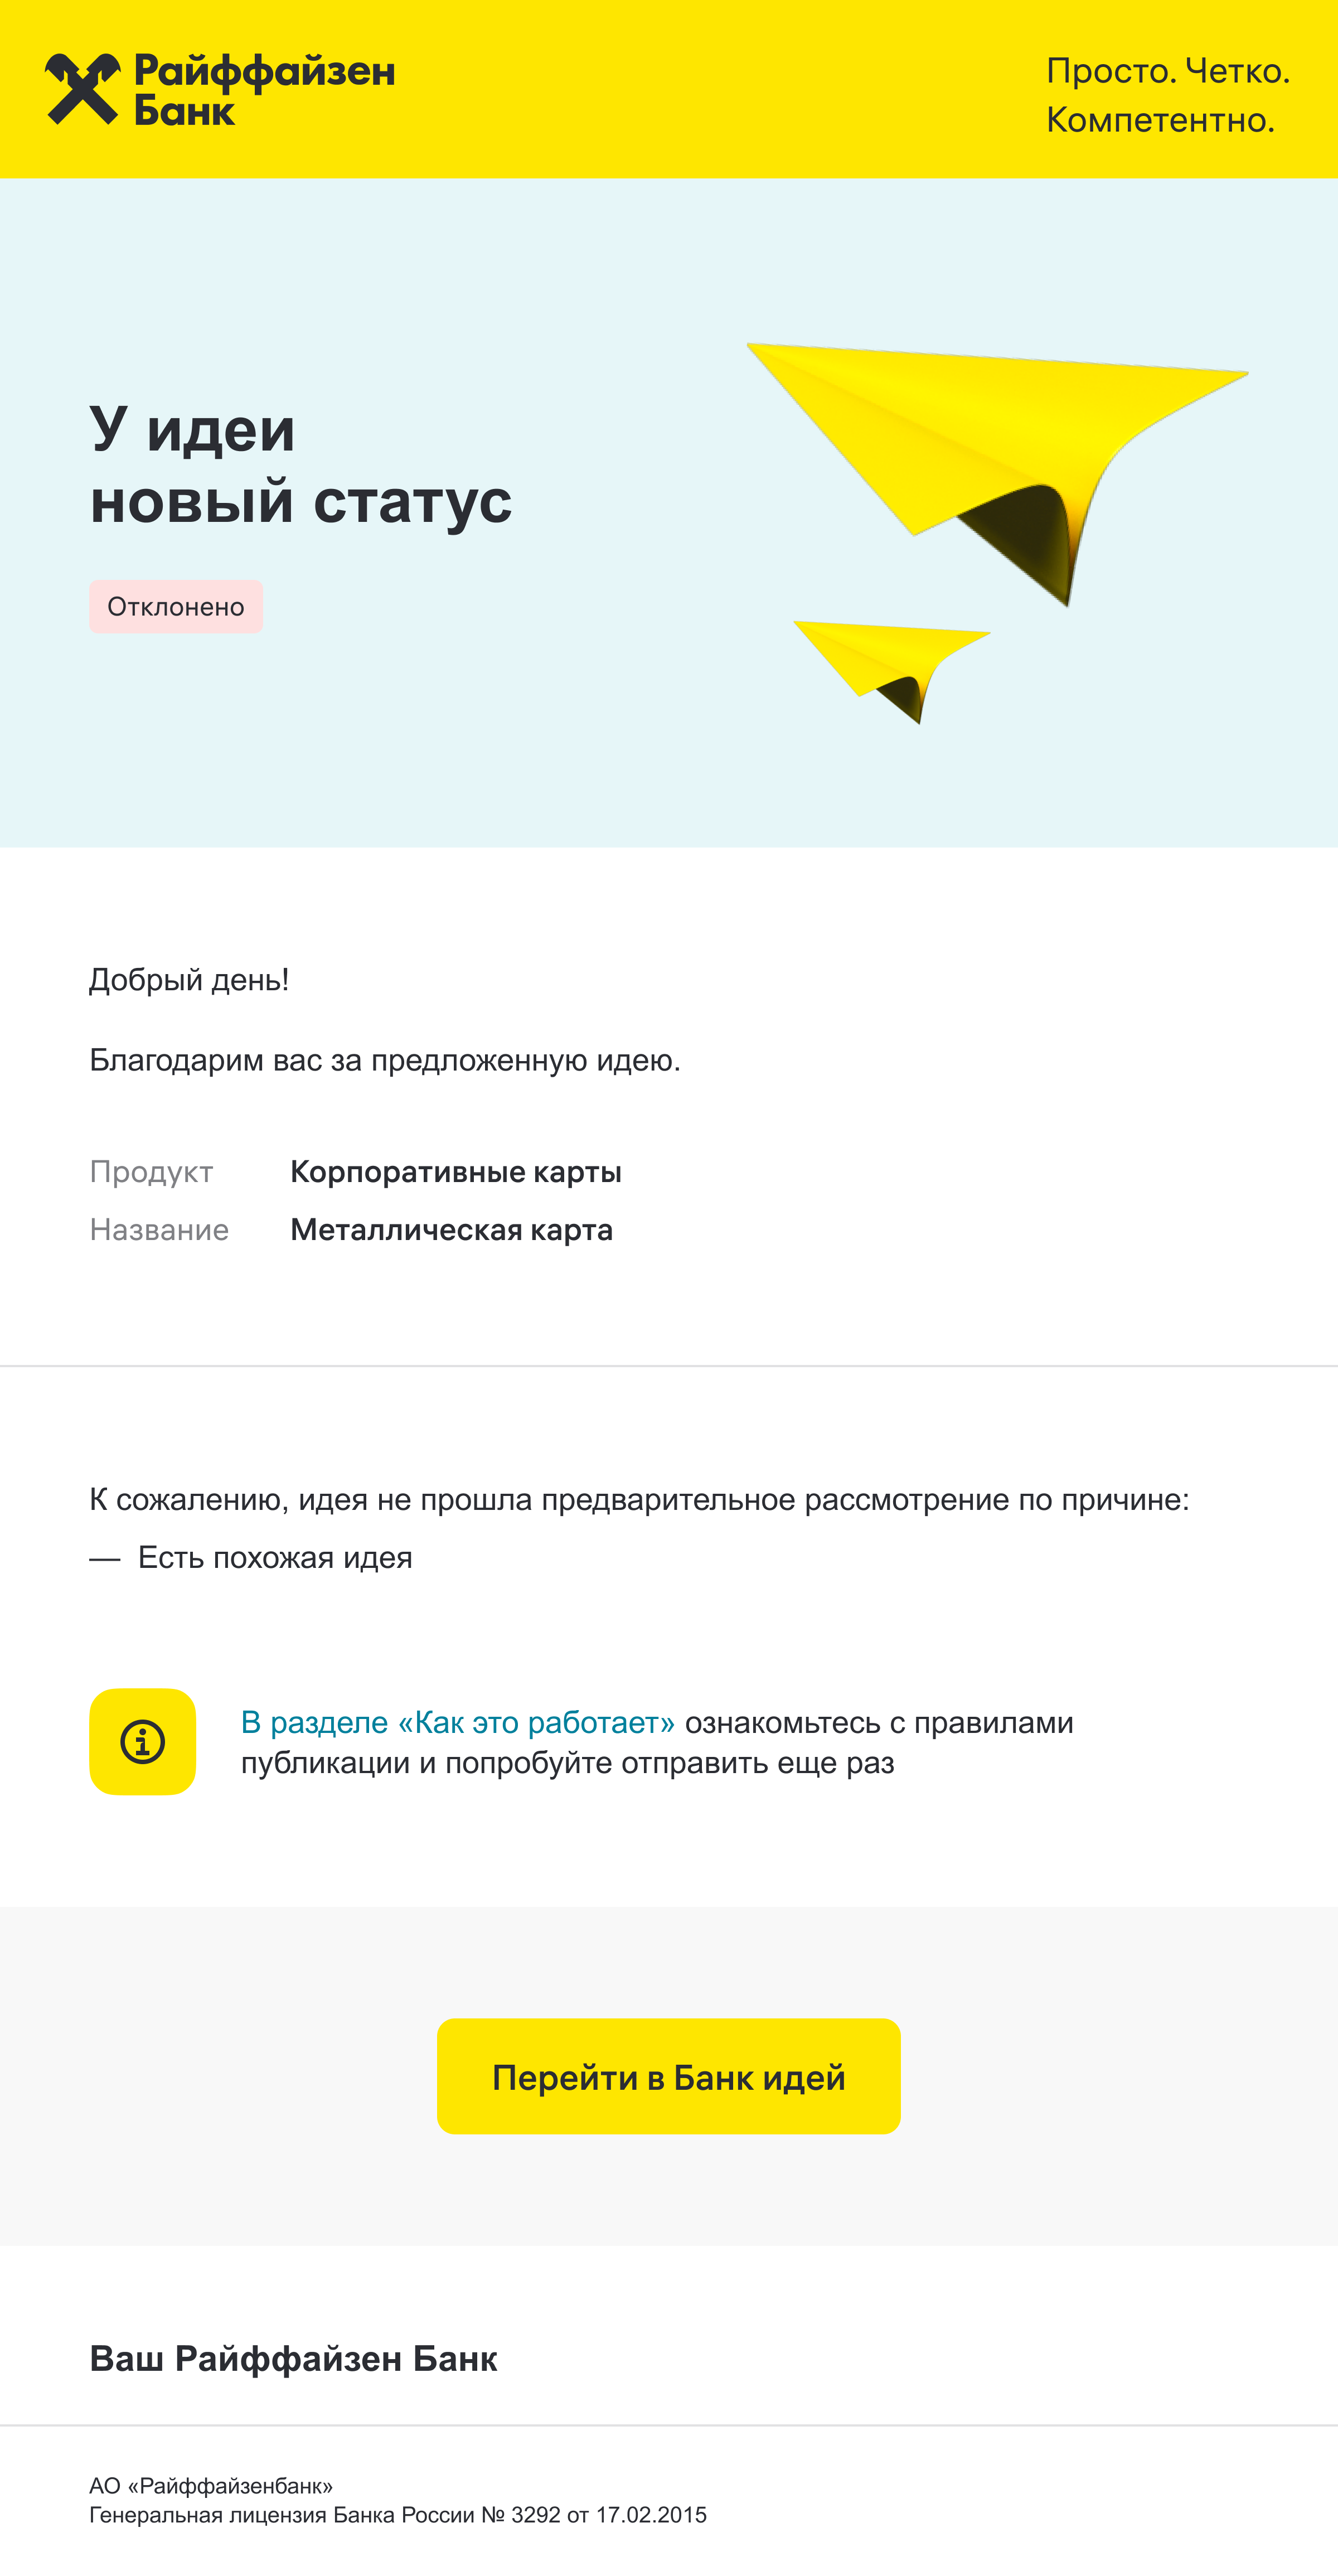 Райффайзен
Банк
Просто. Четко.
Компетентно.
У идеи
новый статус
Отклонено
Добрый день!
Благодарим вас за предложенную идею.
Продукт Корпоративные карты
Название Металлическая карта
К сожалению, идея не прошла предварительное рассмотрение по причине:
— Есть похожая идея
В разделе «Как это работает» ознакомьтесь с правилами
публикации и попробуйте отправить еще раз
Перейти в Банк идей
Ваш Райффайзен Банк
АО «Райффайзенбанк»
Генеральная лицензия Банка России № 3292 от 17.02.2015